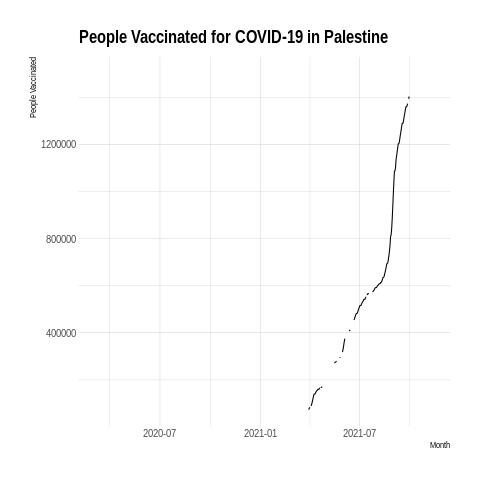 People Vaccinated for COVID-19 in Palestine
People Vaccinated
1200000
800000
400000
2020-07
2021-01
2021-07
Month